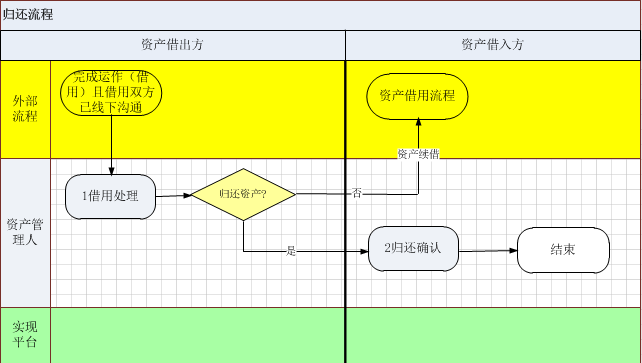 归还流程
资产借出方
资产借入方
外部
流程
完成运作（借
用）且借用双方
已线下沟通
资产借用流程
资产续借
资产管
理人
1借用处理
归还资产?
否
是
2归还确认
结束
实现
平台